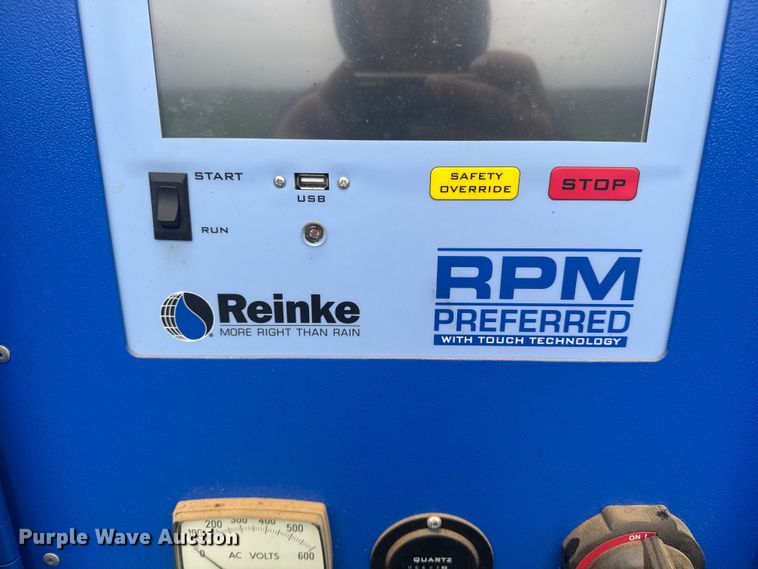 START
USB
SAFETY
OVERRIDE
STOP
RUN
Reinke
MORE RIGHT THAN RAIN
RPM
PREFERRED
WITH TOUCH TECHNOLOGY
0 100 200 300 400 500 600
AC VOLTS
QUARTZ
ON
Purple Wave Auction